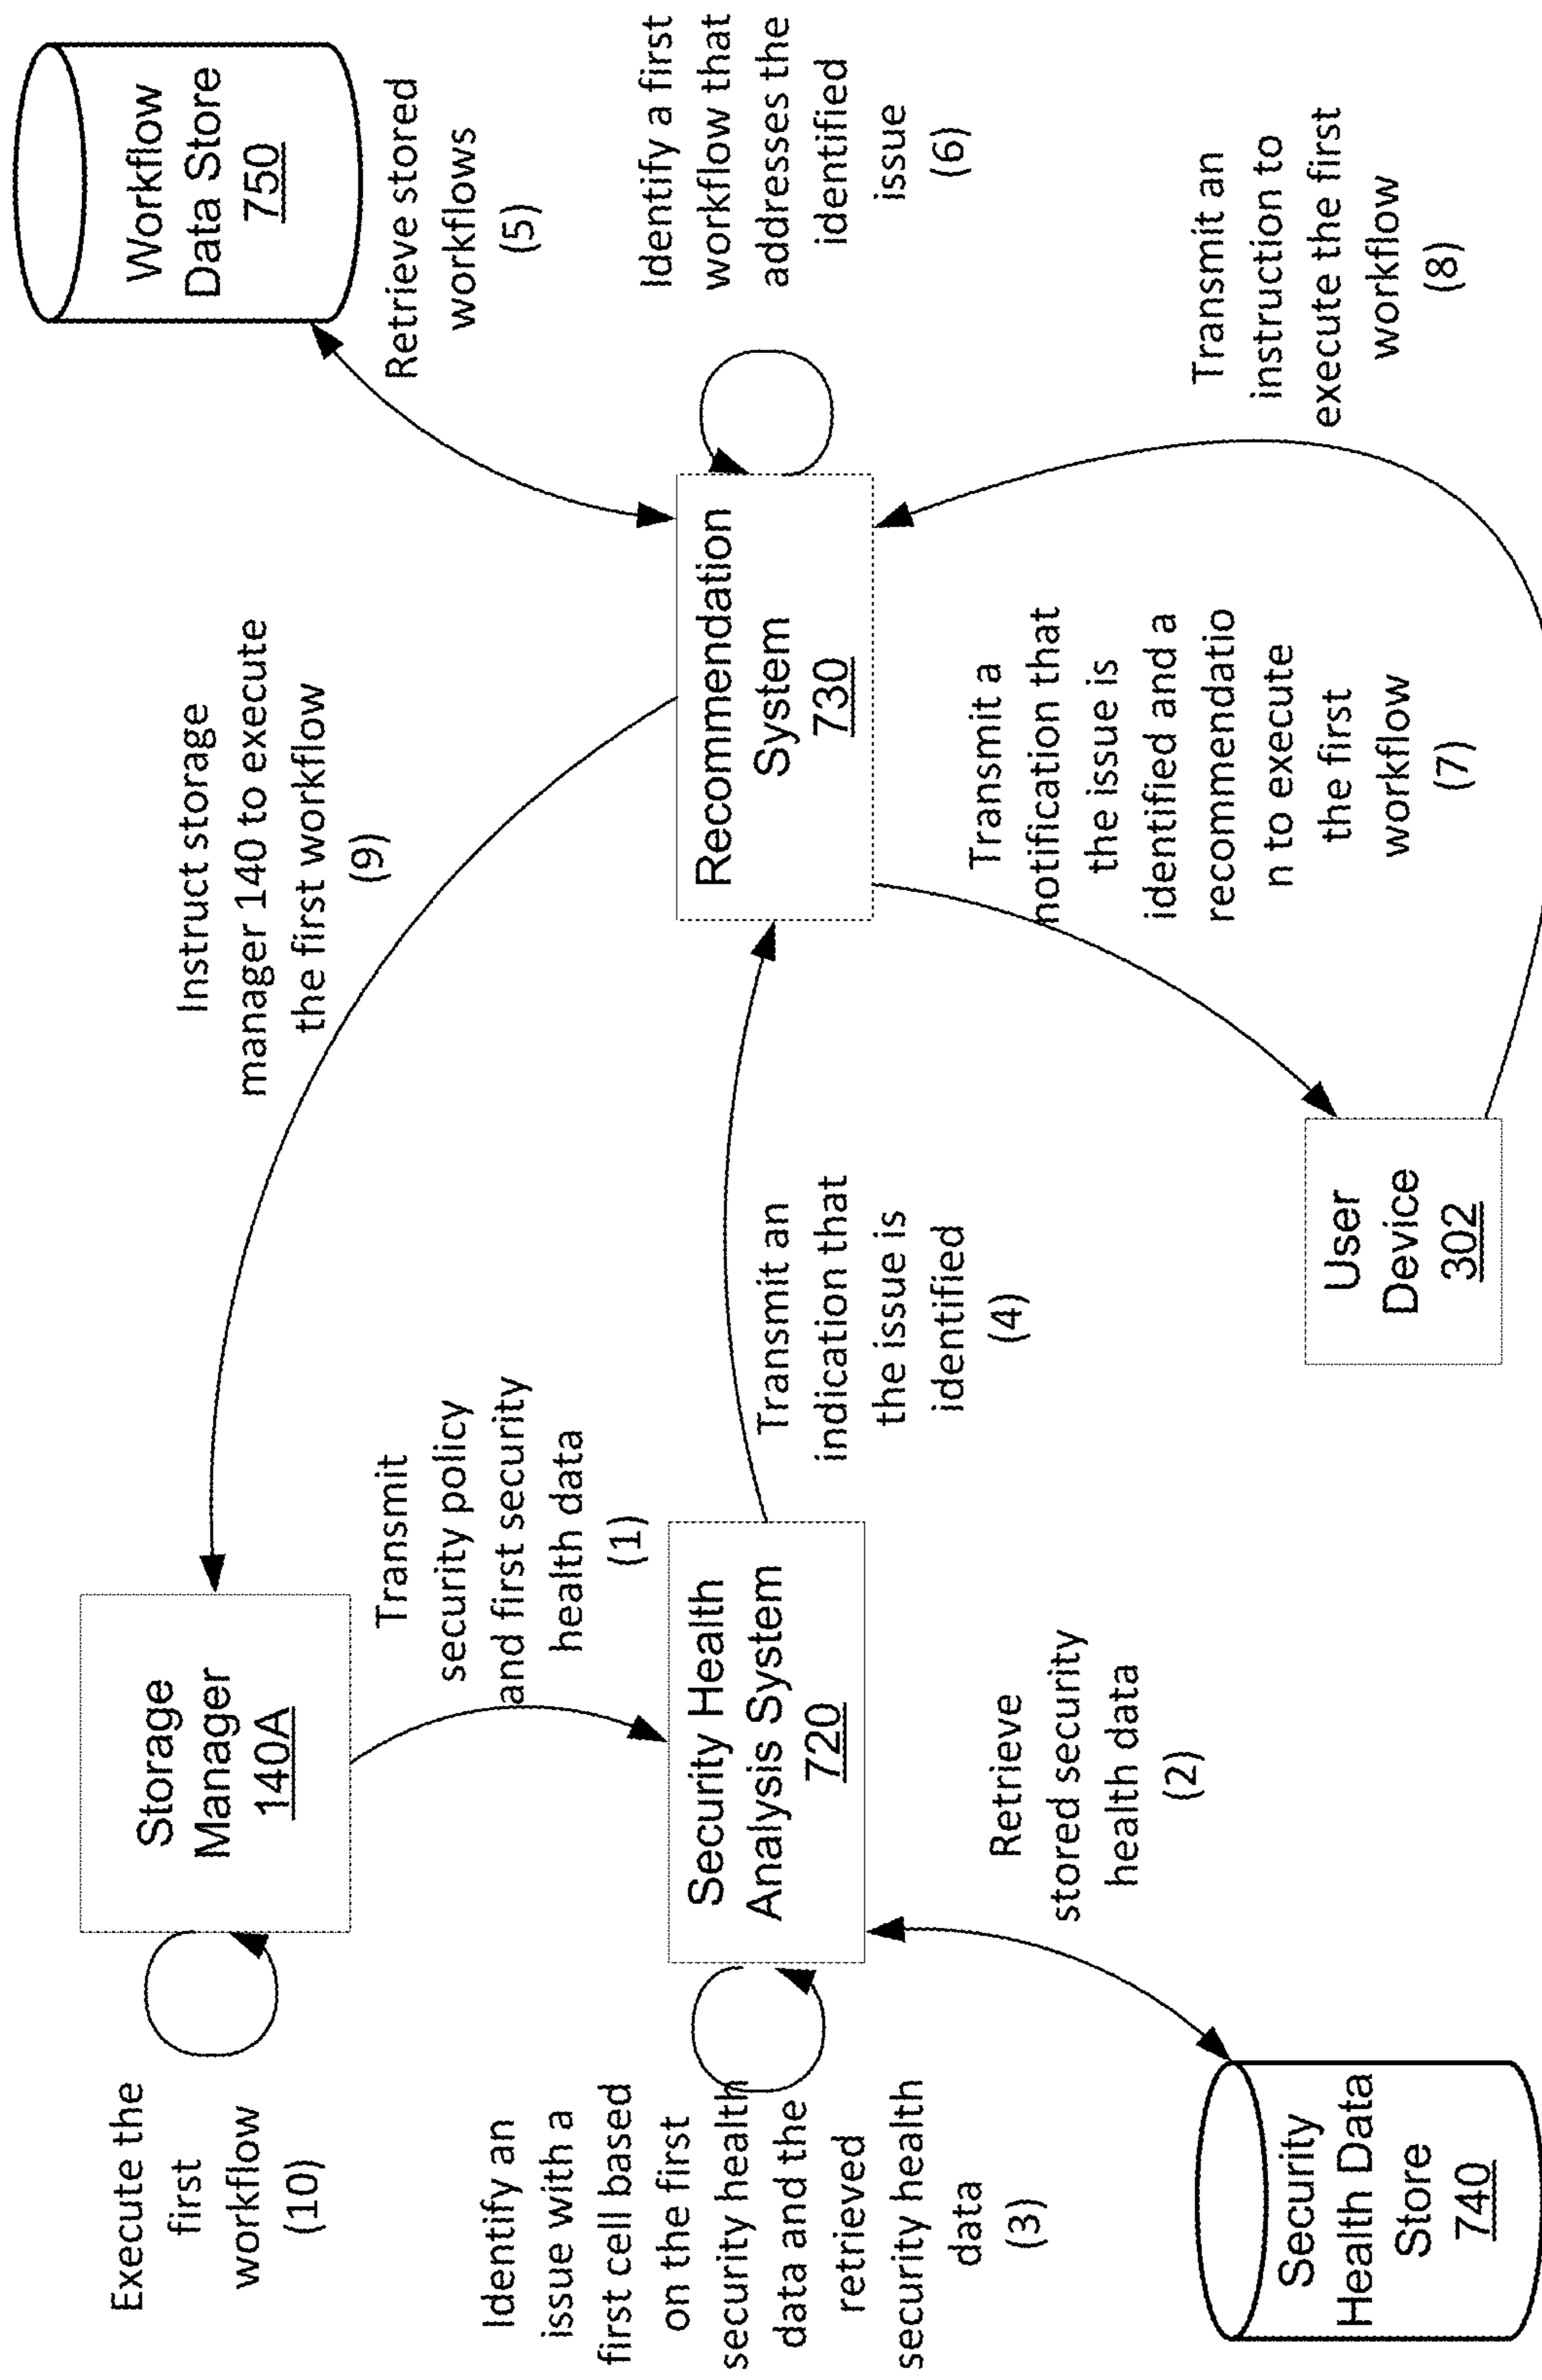 Execute the
first
workflow
(10)
Storage
Manager
140A
Instruct storage
manager 140 to execute
the first workflow
(9)
Workflow
Data Store
750
Retrieve stored
workflows
(5)
Transmit
security policy
and first security
health data
(1)
Identify an
issue with a
first cell based
on the first
security health
data and the
retrieved
security health
data
(3)
Security Health
Analysis System
720
Transmit an
indication that
the issue is
identified
(4)
Recommendation
System
730
Identify a first
workflow that
addresses the
identified
issue
(6)
Retrieve
stored security
health data
(2)
Transmit a
notification that
the issue is
identified and a
recommendatio
n to execute
the first
workflow
(7)
Transmit an
instruction to
execute the first
workflow
(8)
Security
Health Data
Store
740
User
Device
302